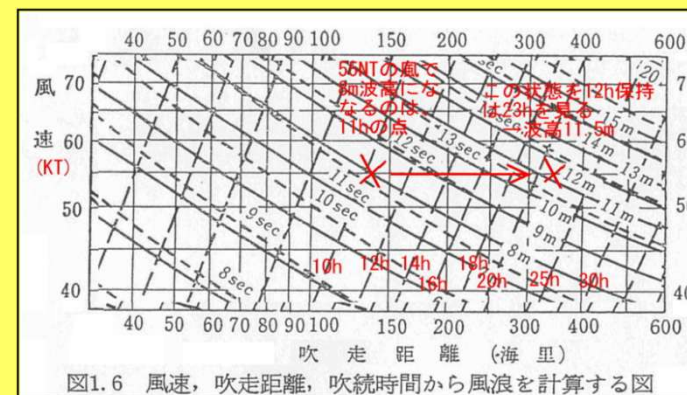 40 50 60 70 80 90 100 150 200 300 400 600
風
速
(KT)
70
60
50
40
55NTの風で
8m波高にな
なるのは、
11hの点
この状態を12h保持
は23hを見る
→波高11.5m
20
15m
14m
13m
12m
11m
10m
9m
8m
13sec
12sec
11sec
10sec
9sec
8sec
10h 12h 14h 16h 18h 20h 25h 30h
40 50 60 70 80 90 100 150 200 300 400 600
吹走距離 (海里)
図1.6 風速，吹走距離，吹続時間から風浪を計算する図